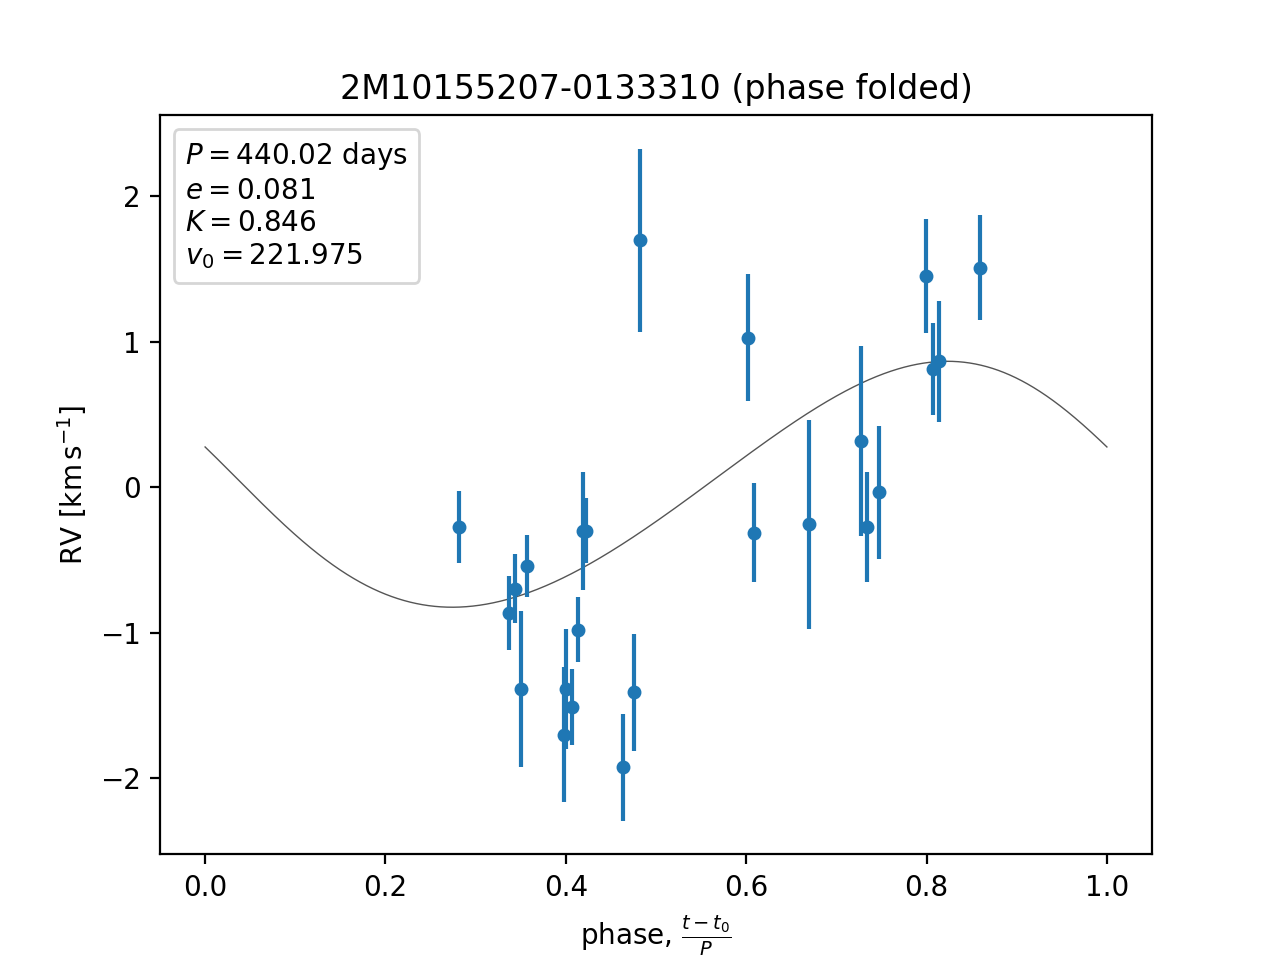 2M10155207-0133310 (phase folded)
P = 440.02 days
e = 0.081
K = 0.846
v₀ = 221.975
2
1
0
−1
−2
RV [km s⁻¹]
0.0 0.2 0.4 0.6 0.8 1.0
phase, (t − t₀)/P